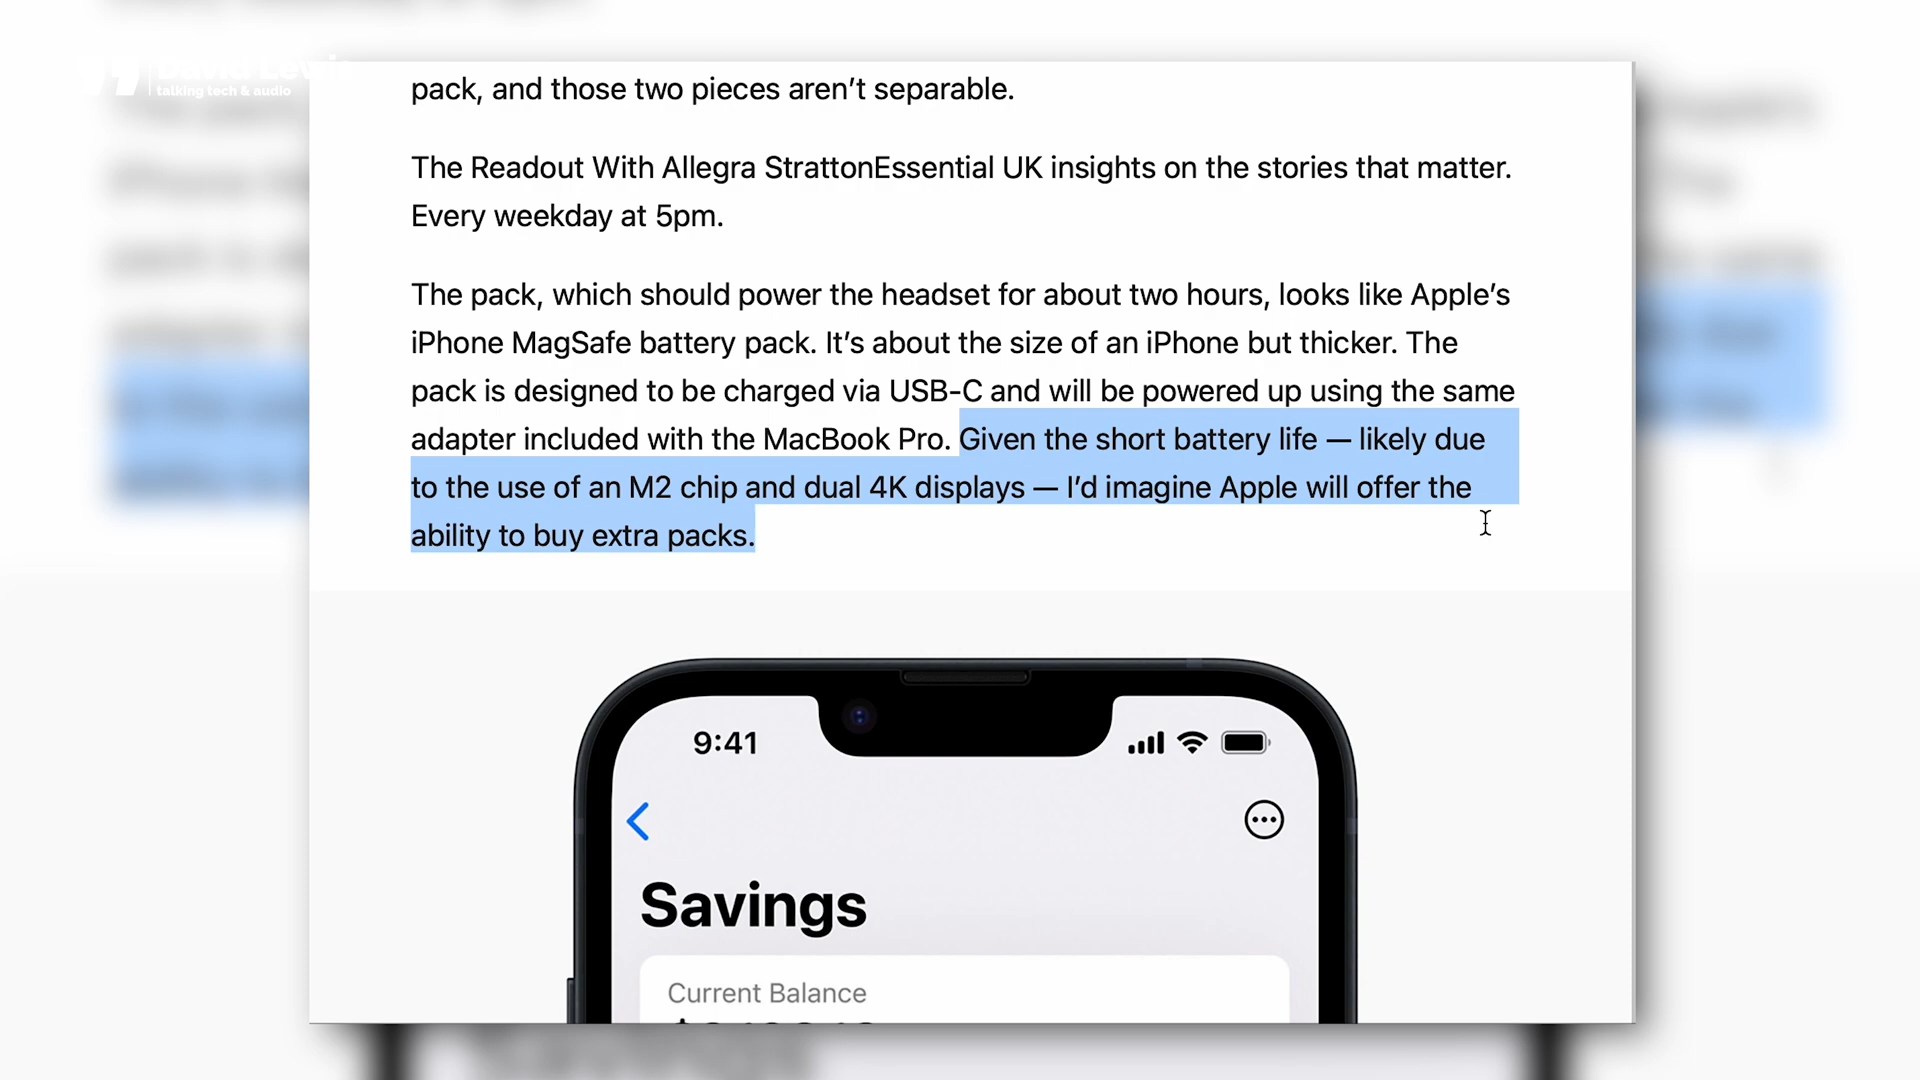 David Lewis
talking tech & audio
pack, and those two pieces aren’t separable.
The Readout With Allegra StrattonEssential UK insights on the stories that matter.
Every weekday at 5pm.
The pack, which should power the headset for about two hours, looks like Apple’s
iPhone MagSafe battery pack. It’s about the size of an iPhone but thicker. The
pack is designed to be charged via USB-C and will be powered up using the same
adapter included with the MacBook Pro. Given the short battery life — likely due
to the use of an M2 chip and dual 4K displays — I’d imagine Apple will offer the
ability to buy extra packs.
9:41
Savings
Current Balance